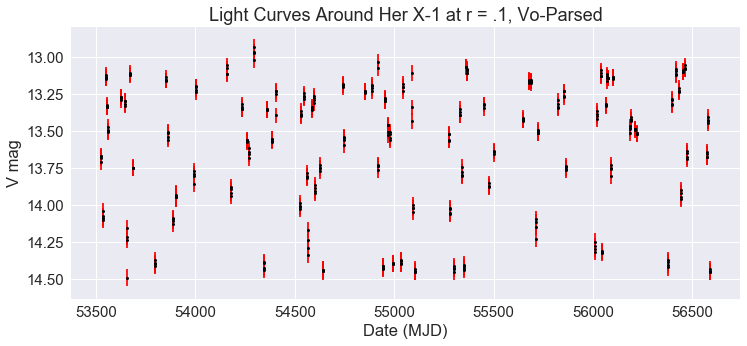 Light Curves Around Her X-1 at r = .1, Vo-Parsed
V mag
13.00
13.25
13.50
13.75
14.00
14.25
14.50
53500 54000 54500 55000 55500 56000 56500
Date (MJD)